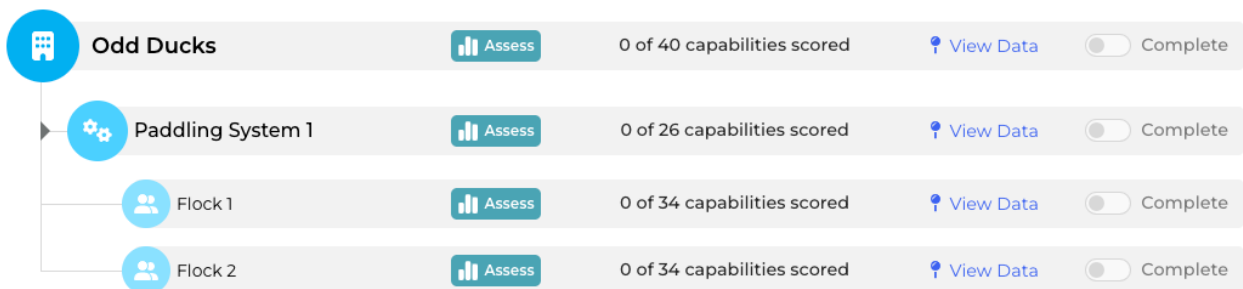 Odd Ducks Assess 0 of 40 capabilities scored View Data Complete
Paddling System 1 Assess 0 of 26 capabilities scored View Data Complete
Flock 1 Assess 0 of 34 capabilities scored View Data Complete
Flock 2 Assess 0 of 34 capabilities scored View Data Complete